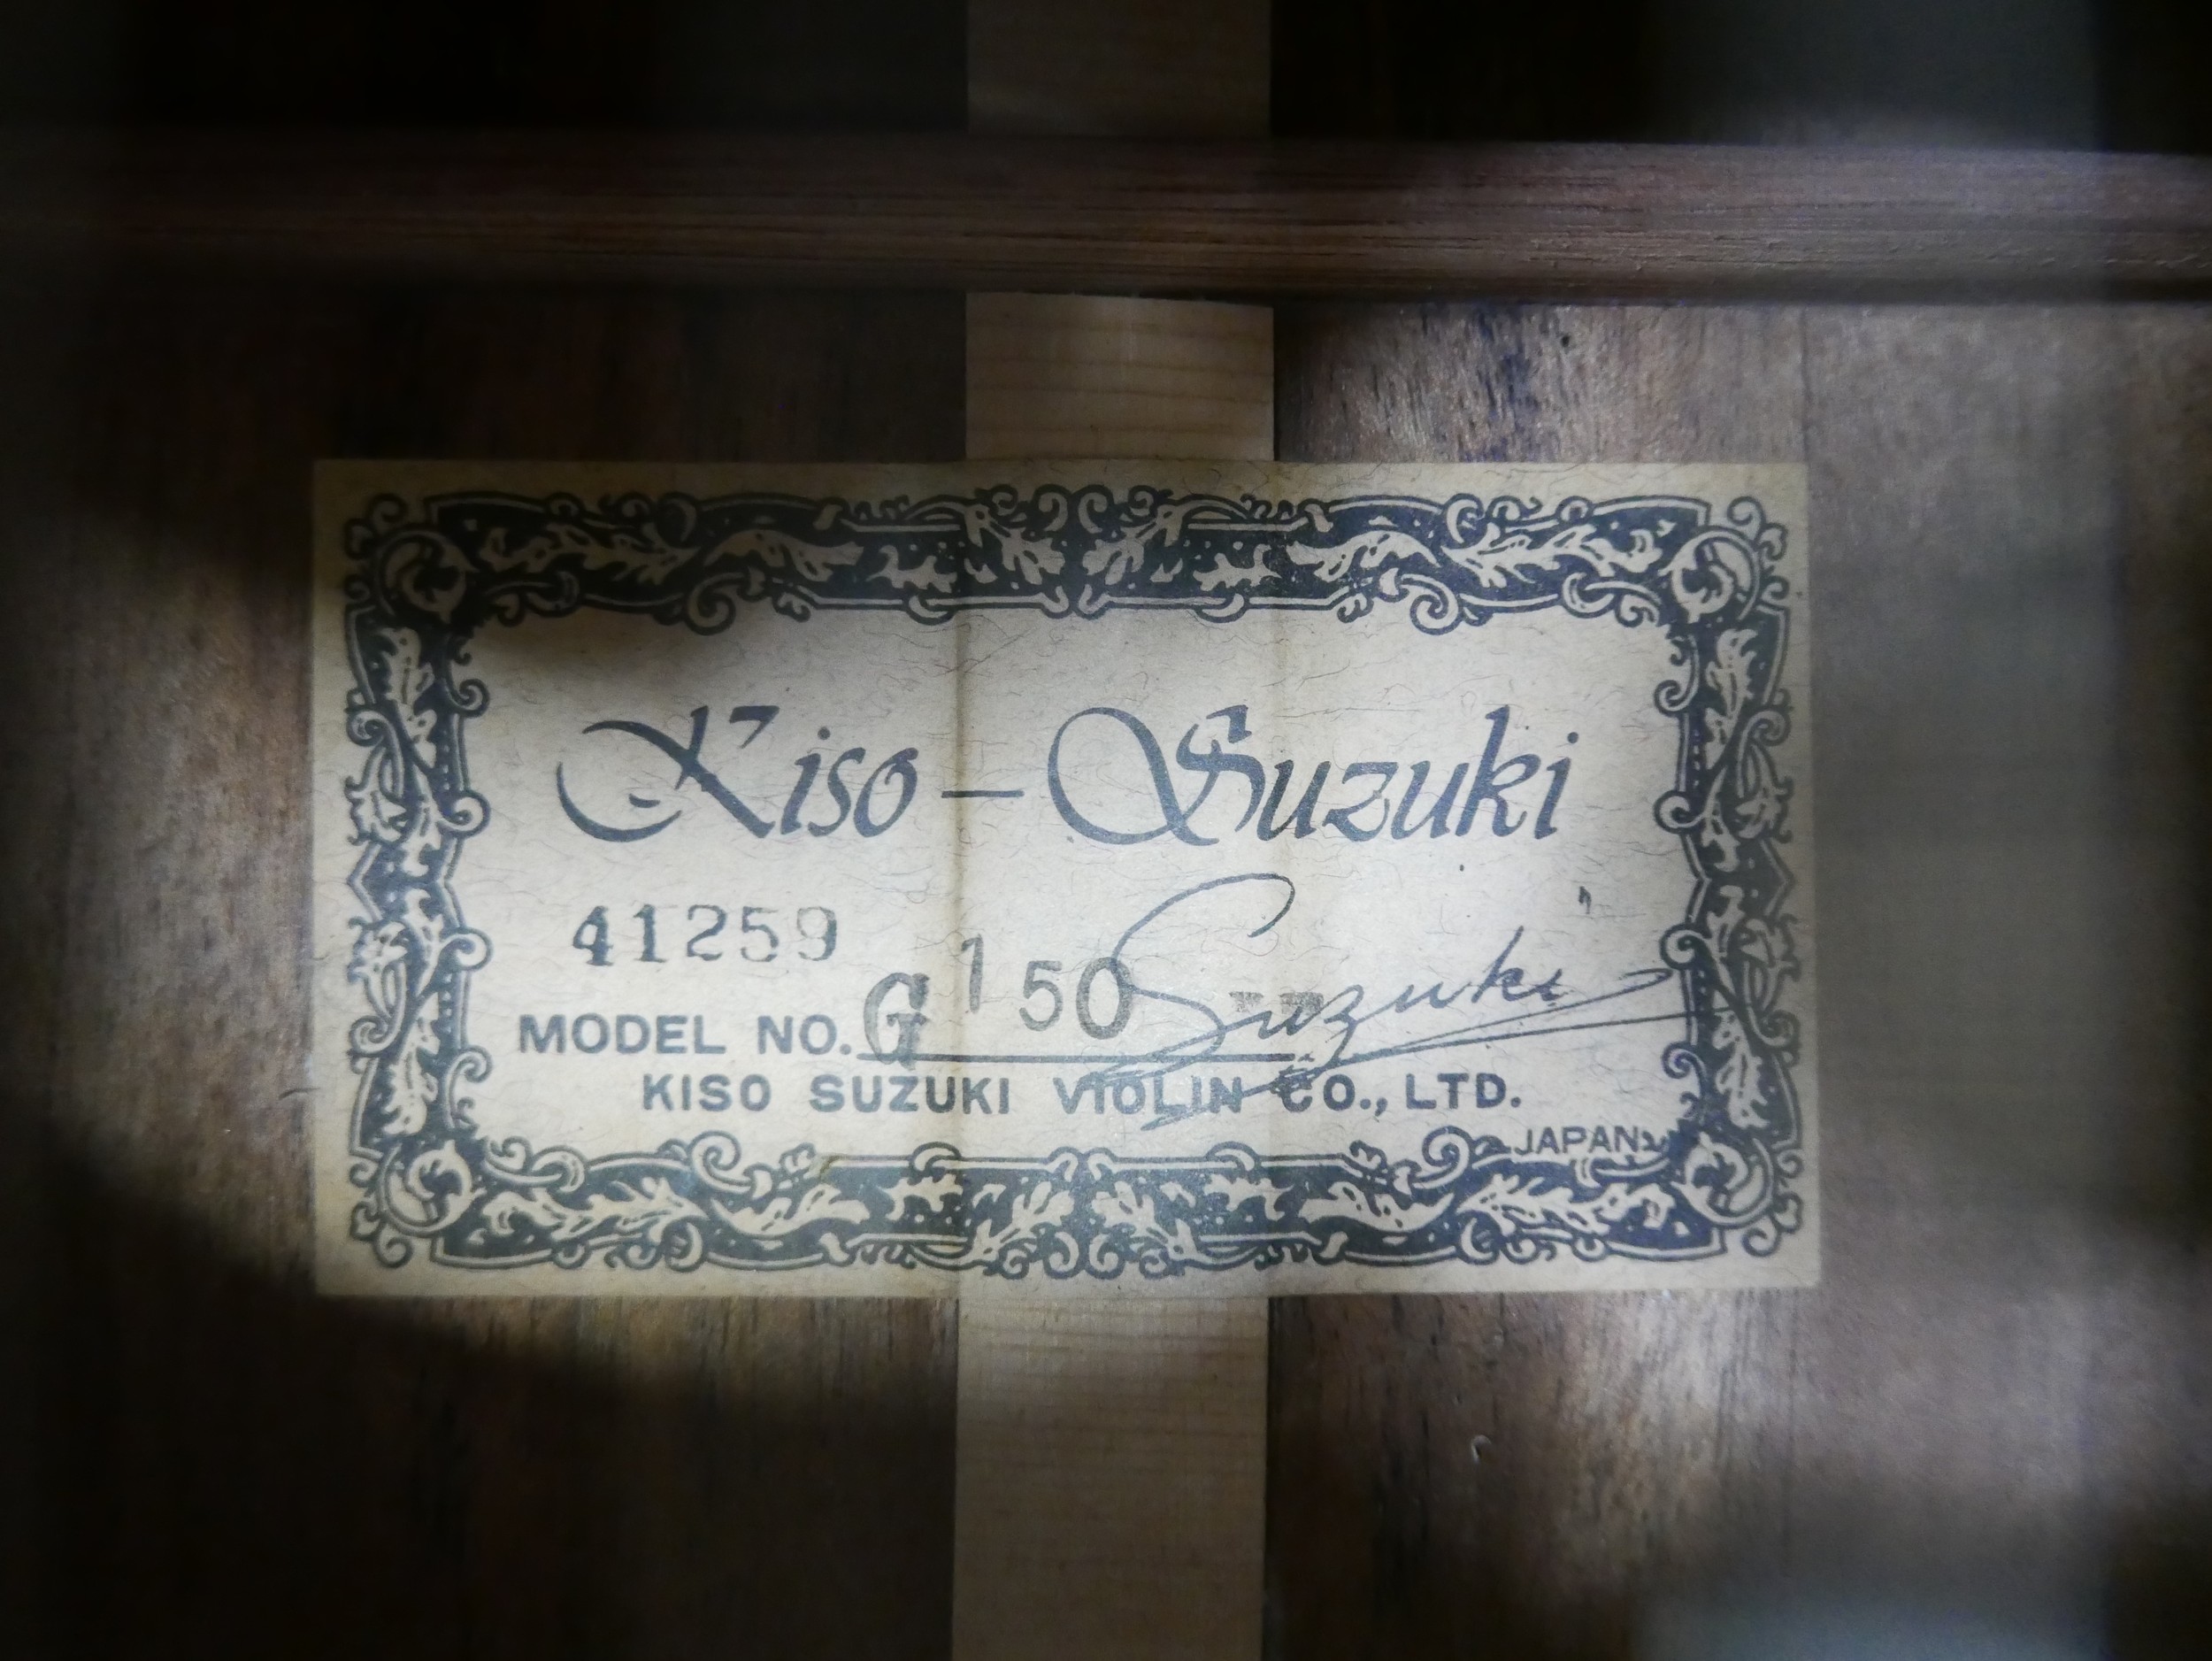 Kiso–Suzuki
41259
Suzuki
MODEL NO. G 150
KISO SUZUKI VIOLIN CO., LTD.
JAPAN